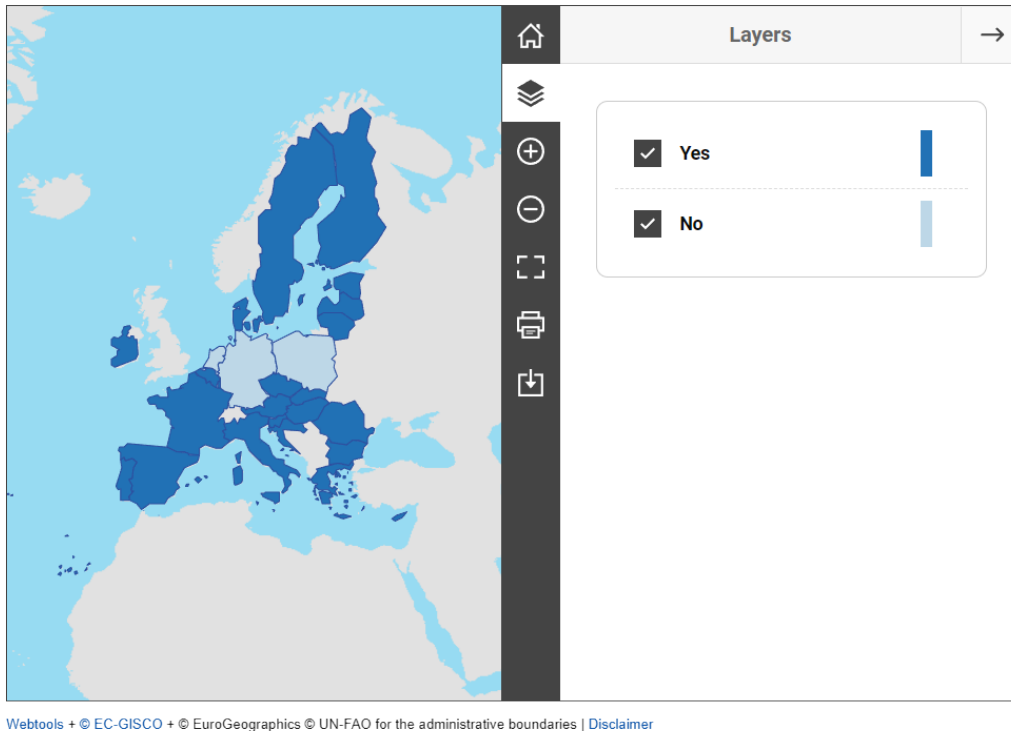 Layers
Yes
No
Webtools + © EC-GISCO + © EuroGeographics © UN-FAO for the administrative boundaries | Disclaimer